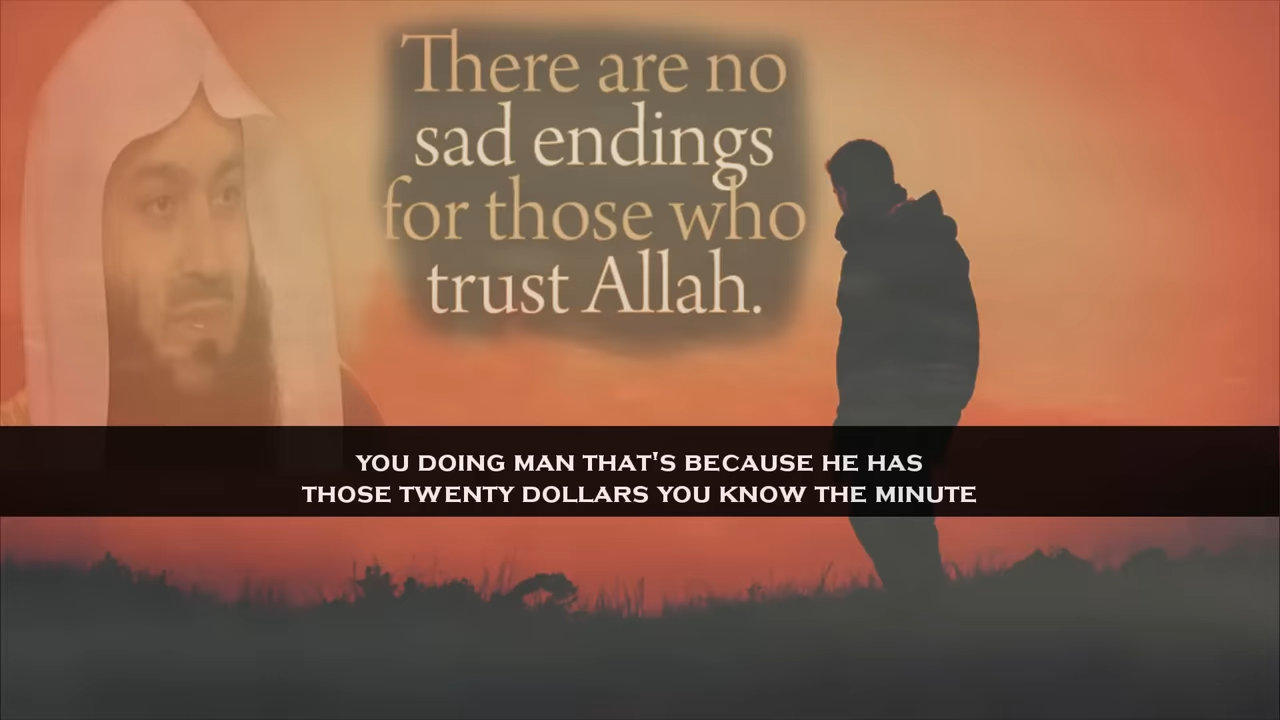 There are no
sad endings
for those who
trust Allah.
YOU DOING MAN THAT'S BECAUSE HE HAS
THOSE TWENTY DOLLARS YOU KNOW THE MINUTE